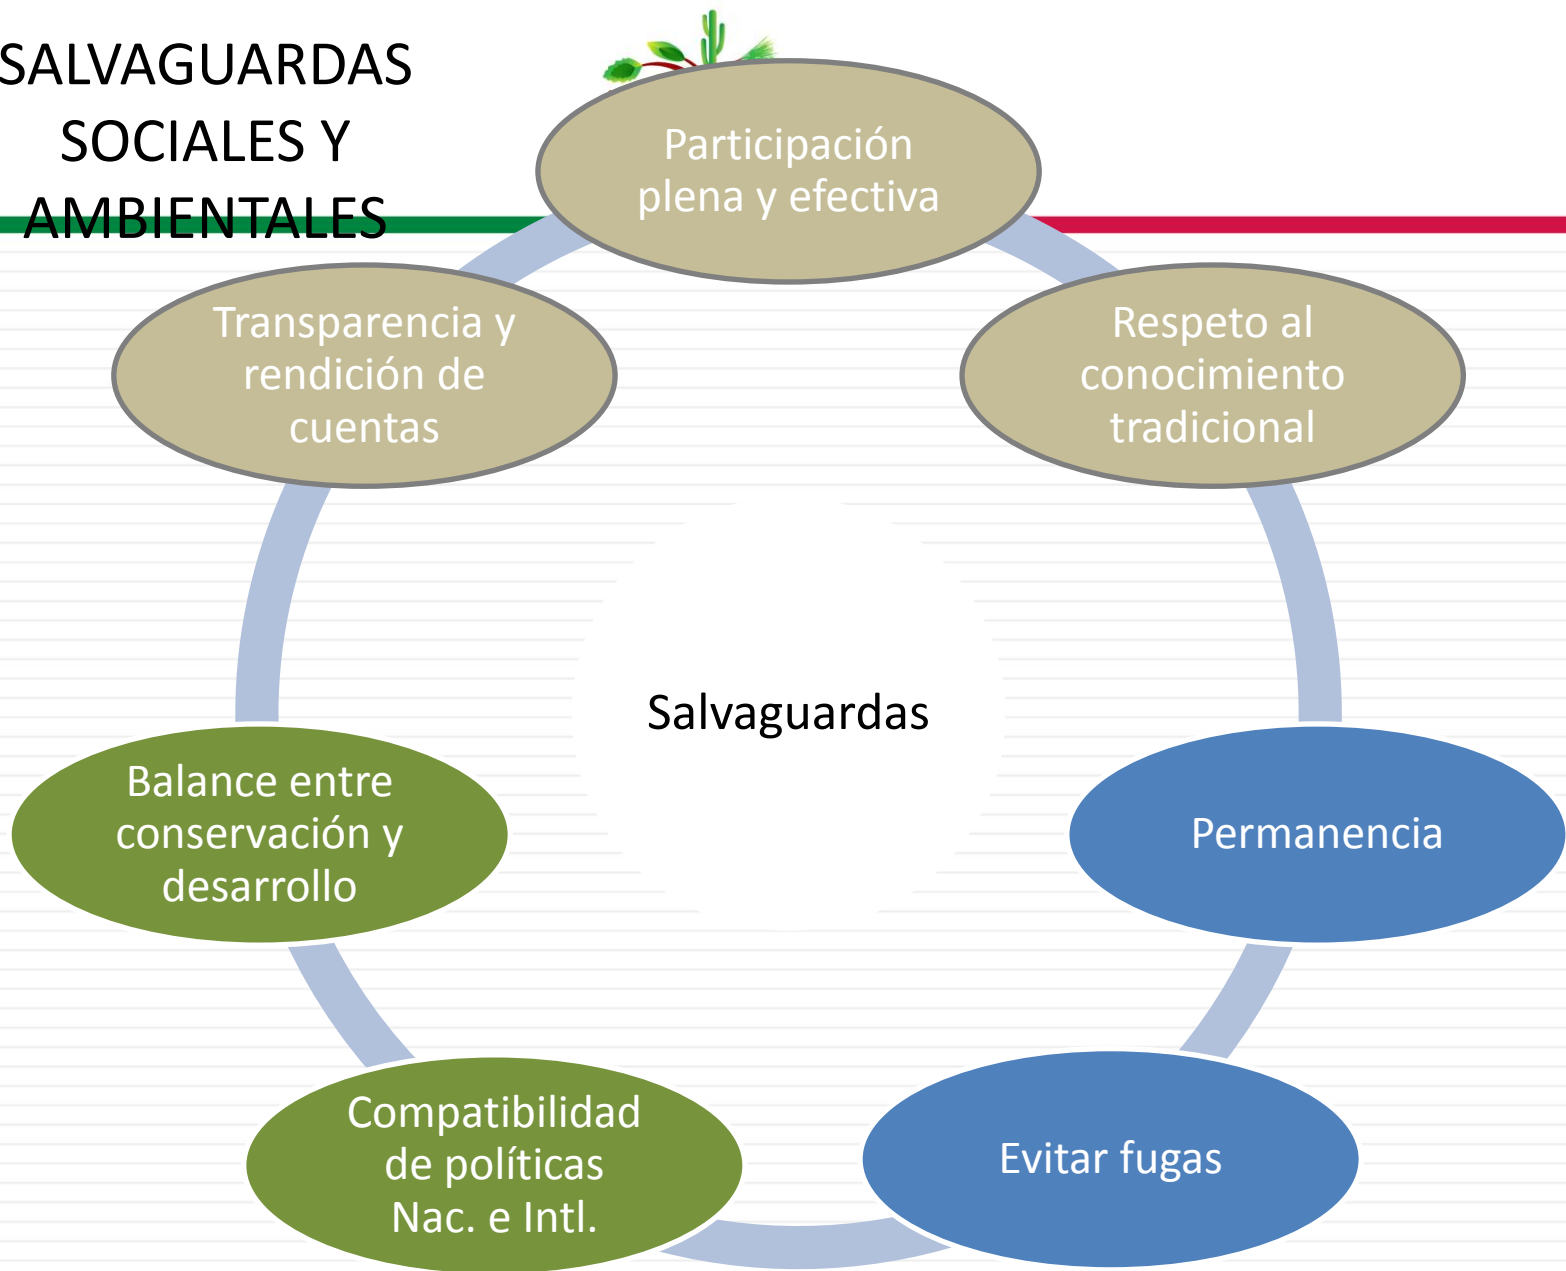 SALVAGUARDAS
SOCIALES Y
AMBIENTALES
Participación
plena y efectiva
Respeto al
conocimiento
tradicional
Permanencia
Evitar fugas
Compatibilidad
de políticas
Nac. e Intl.
Balance entre
conservación y
desarrollo
Transparencia y
rendición de
cuentas
Salvaguardas